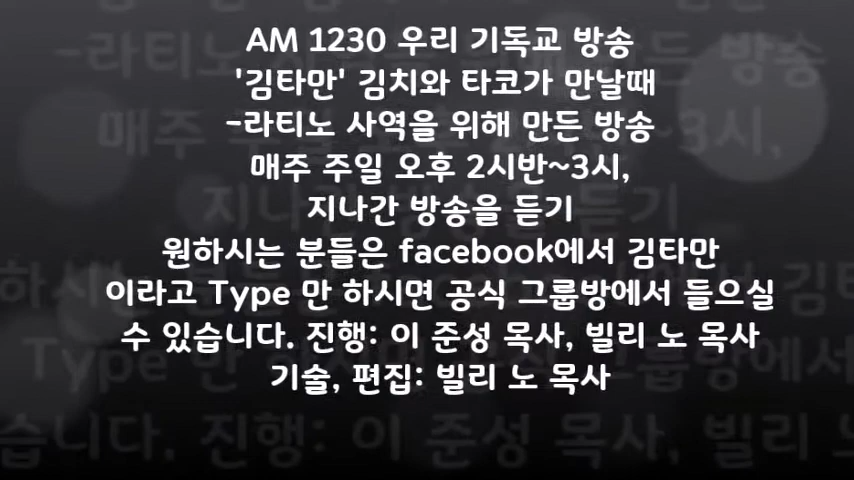 AM 1230 우리 기독교 방송
'김타만' 김치와 타코가 만날때
-라티노 사역을 위해 만든 방송
매주 주일 오후 2시반~3시,
지나간 방송을 듣기
원하시는 분들은 facebook에서 김타만
이라고 Type 만 하시면 공식 그룹방에서 들으실
수 있습니다. 진행: 이 준성 목사, 빌리 노 목사
기술, 편집: 빌리 노 목사